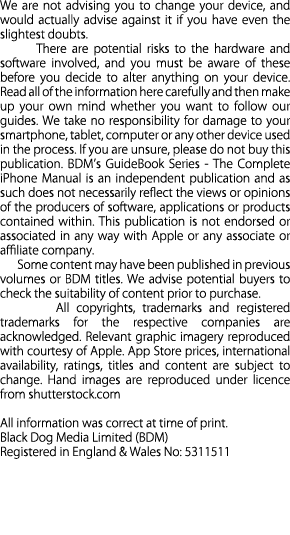 We are not advising you to change your device, and
would actually advise against it if you have even the
slightest doubts.
There are potential risks to the hardware and
software involved, and you must be aware of these
before you decide to alter anything on your device.
Read all of the information here carefully and then make
up your own mind whether you want to follow our
guides. We take no responsibility for damage to your
smartphone, tablet, computer or any other device used
in the process. If you are unsure, please do not buy this
publication. BDM's GuideBook Series - The Complete
iPhone Manual is an independent publication and as
such does not necessarily reflect the views or opinions
of the producers of software, applications or products
contained within. This publication is not endorsed or
associated in any way with Apple or any associate or
affiliate company.
Some content may have been published in previous
volumes or BDM titles. We advise potential buyers to
check the suitability of content prior to purchase.
All copyrights, trademarks and registered
trademarks for the respective companies are
acknowledged. Relevant graphic imagery reproduced
with courtesy of Apple. App Store prices, international
availability, ratings, titles and content are subject to
change. Hand images are reproduced under licence
from shutterstock.com
All information was correct at time of print.
Black Dog Media Limited (BDM)
Registered in England & Wales No: 5311511